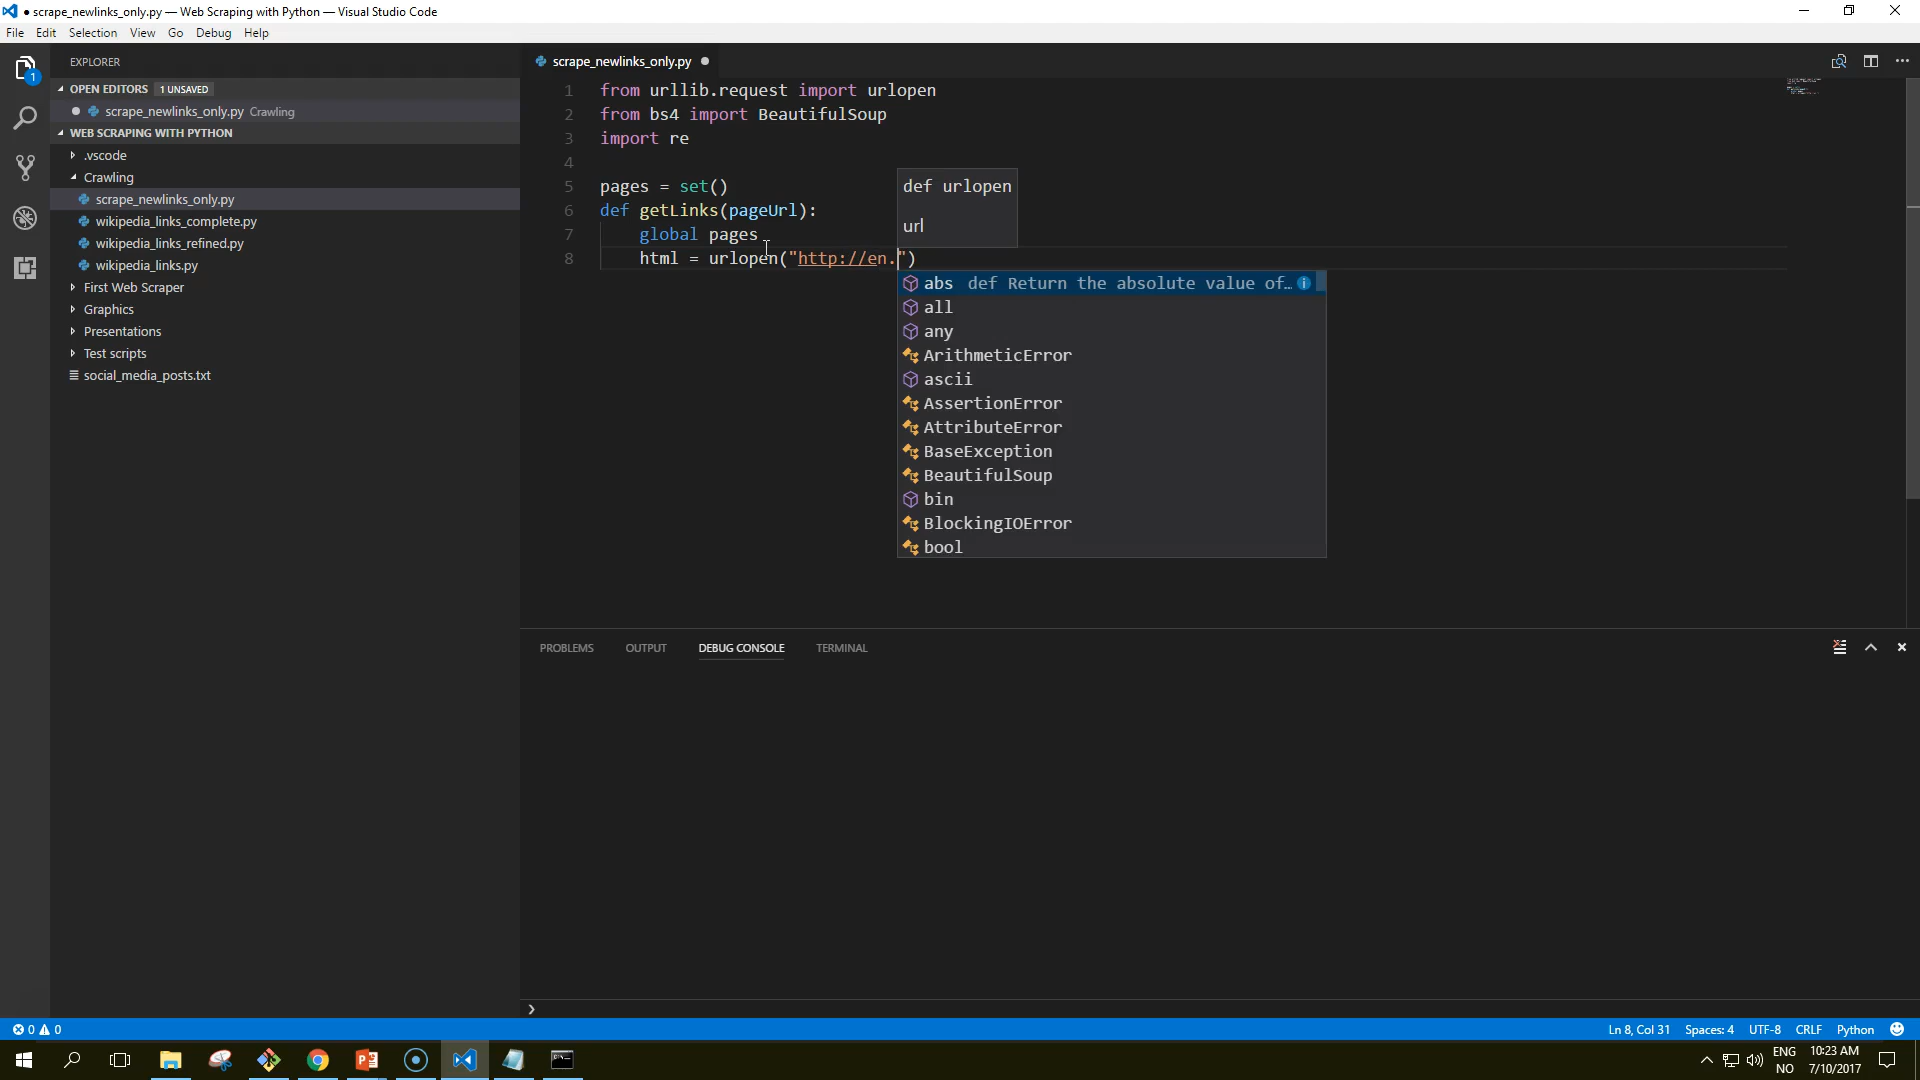 ● scrape_newlinks_only.py — Web Scraping with Python — Visual Studio Code
File Edit Selection View Go Debug Help
1
EXPLORER
OPEN EDITORS 1 UNSAVED
scrape_newlinks_only.py Crawling
WEB SCRAPING WITH PYTHON
.vscode
Crawling
scrape_newlinks_only.py
wikipedia_links_complete.py
wikipedia_links_refined.py
wikipedia_links.py
First Web Scraper
Graphics
Presentations
Test scripts
social_media_posts.txt
scrape_newlinks_only.py
1 from urllib.request import urlopen
2 from bs4 import BeautifulSoup
3 import re
4
5 pages = set()
6 def getLinks(pageUrl):
7 global pages
8 html = urlopen("http://en.")
def urlopen
url
abs def Return the absolute value of…
all
any
ArithmeticError
ascii
AssertionError
AttributeError
BaseException
BeautifulSoup
bin
BlockingIOError
bool
PROBLEMS OUTPUT DEBUG CONSOLE TERMINAL
0 0 Ln 8, Col 31 Spaces: 4 UTF-8 CRLF Python
ENG 10:23 AM
NO 7/10/2017